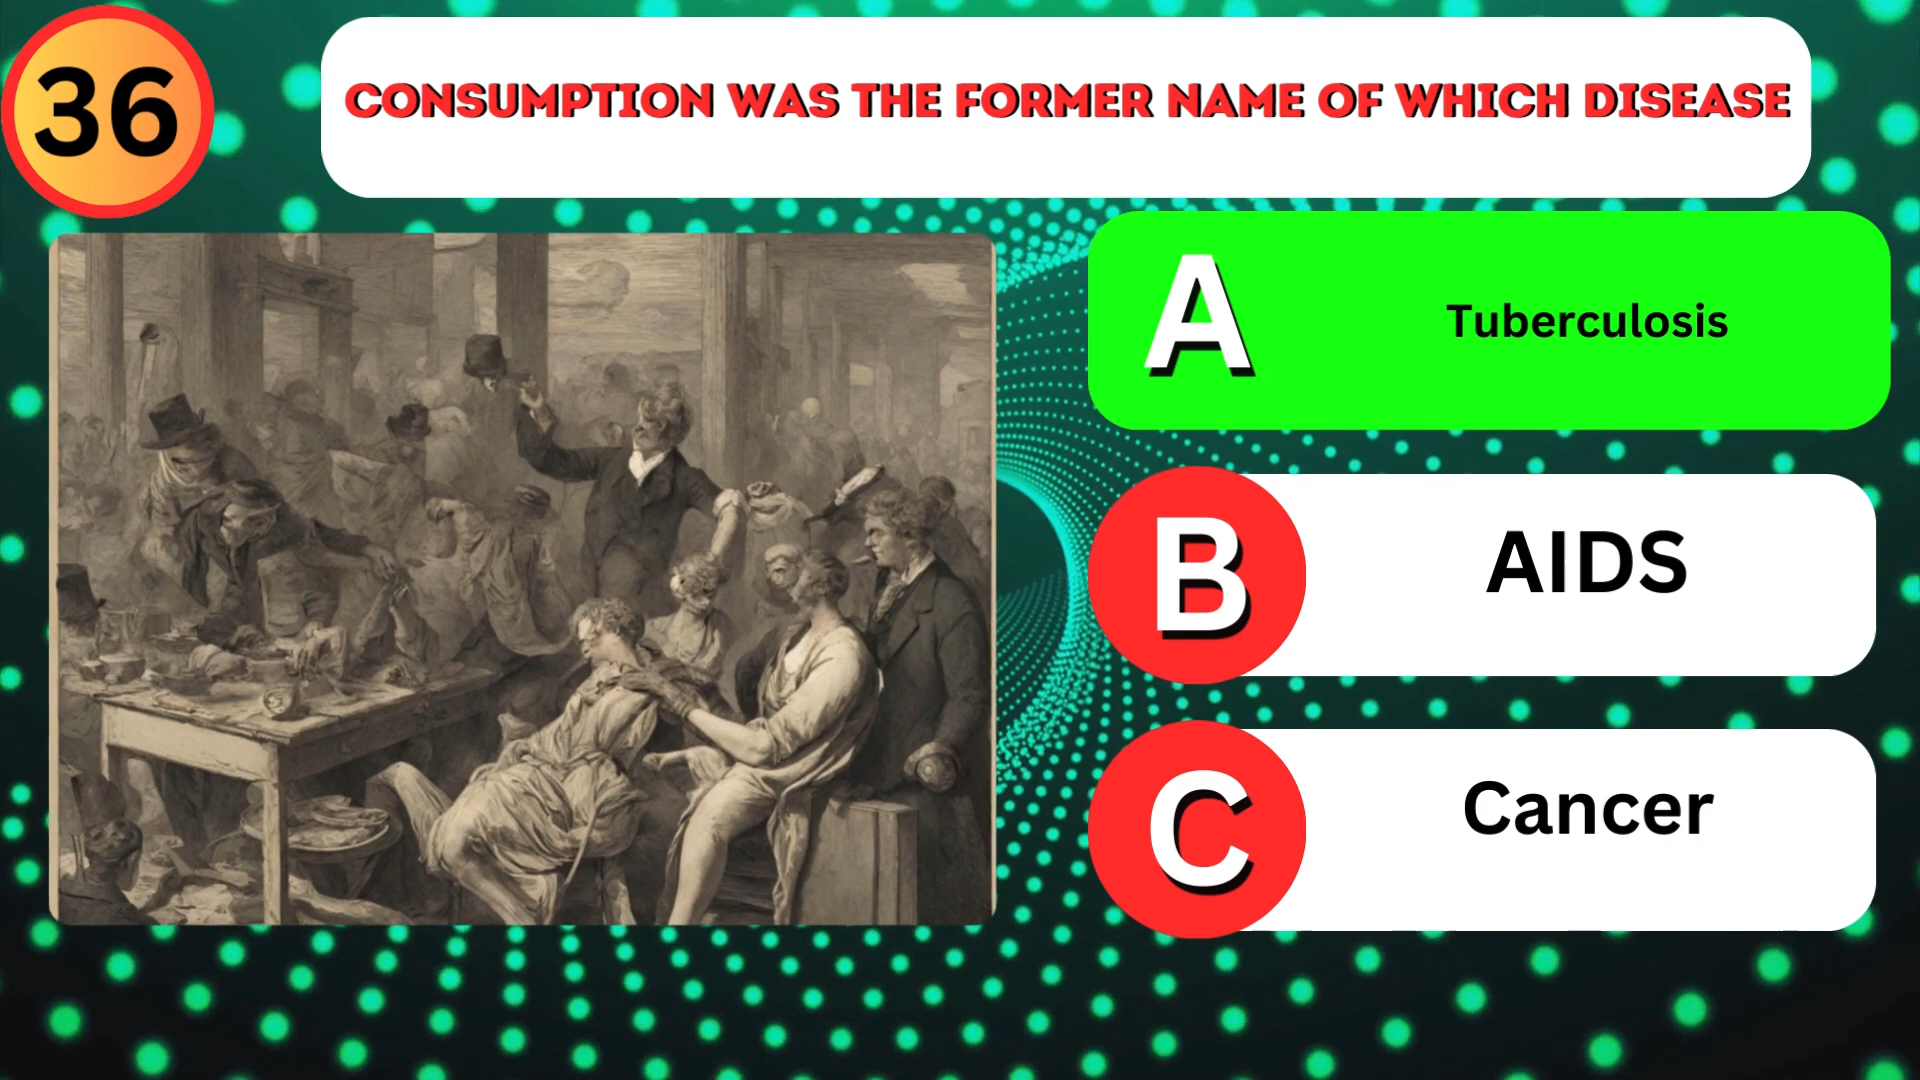 36
CONSUMPTION WAS THE FORMER NAME OF WHICH DISEASE
A
Tuberculosis
B
AIDS
C
Cancer